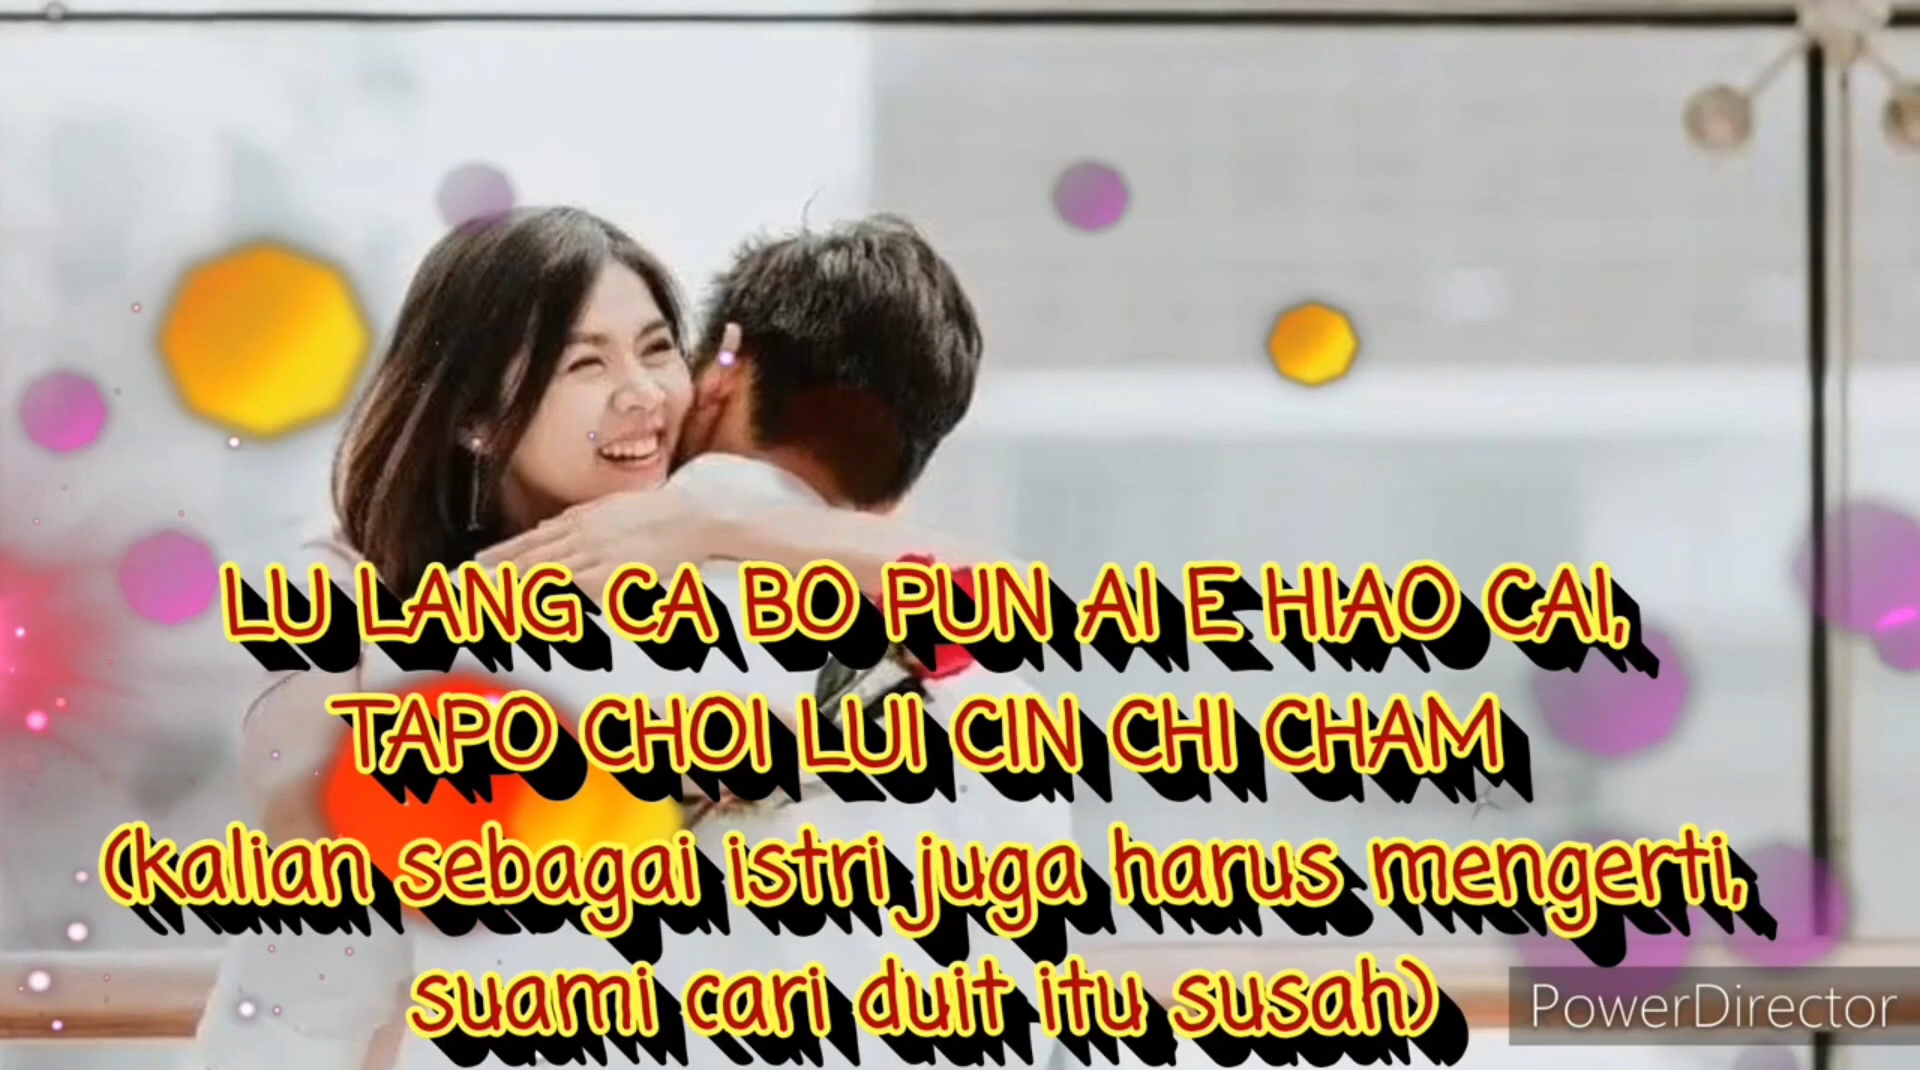 LU LANG CA BO PUN AI E HIAO CAI,
TAPO CHOI LUI CIN CHI CHAM
(kalian sebagai istri juga harus mengerti,
suami cari duit itu susah)
PowerDirector